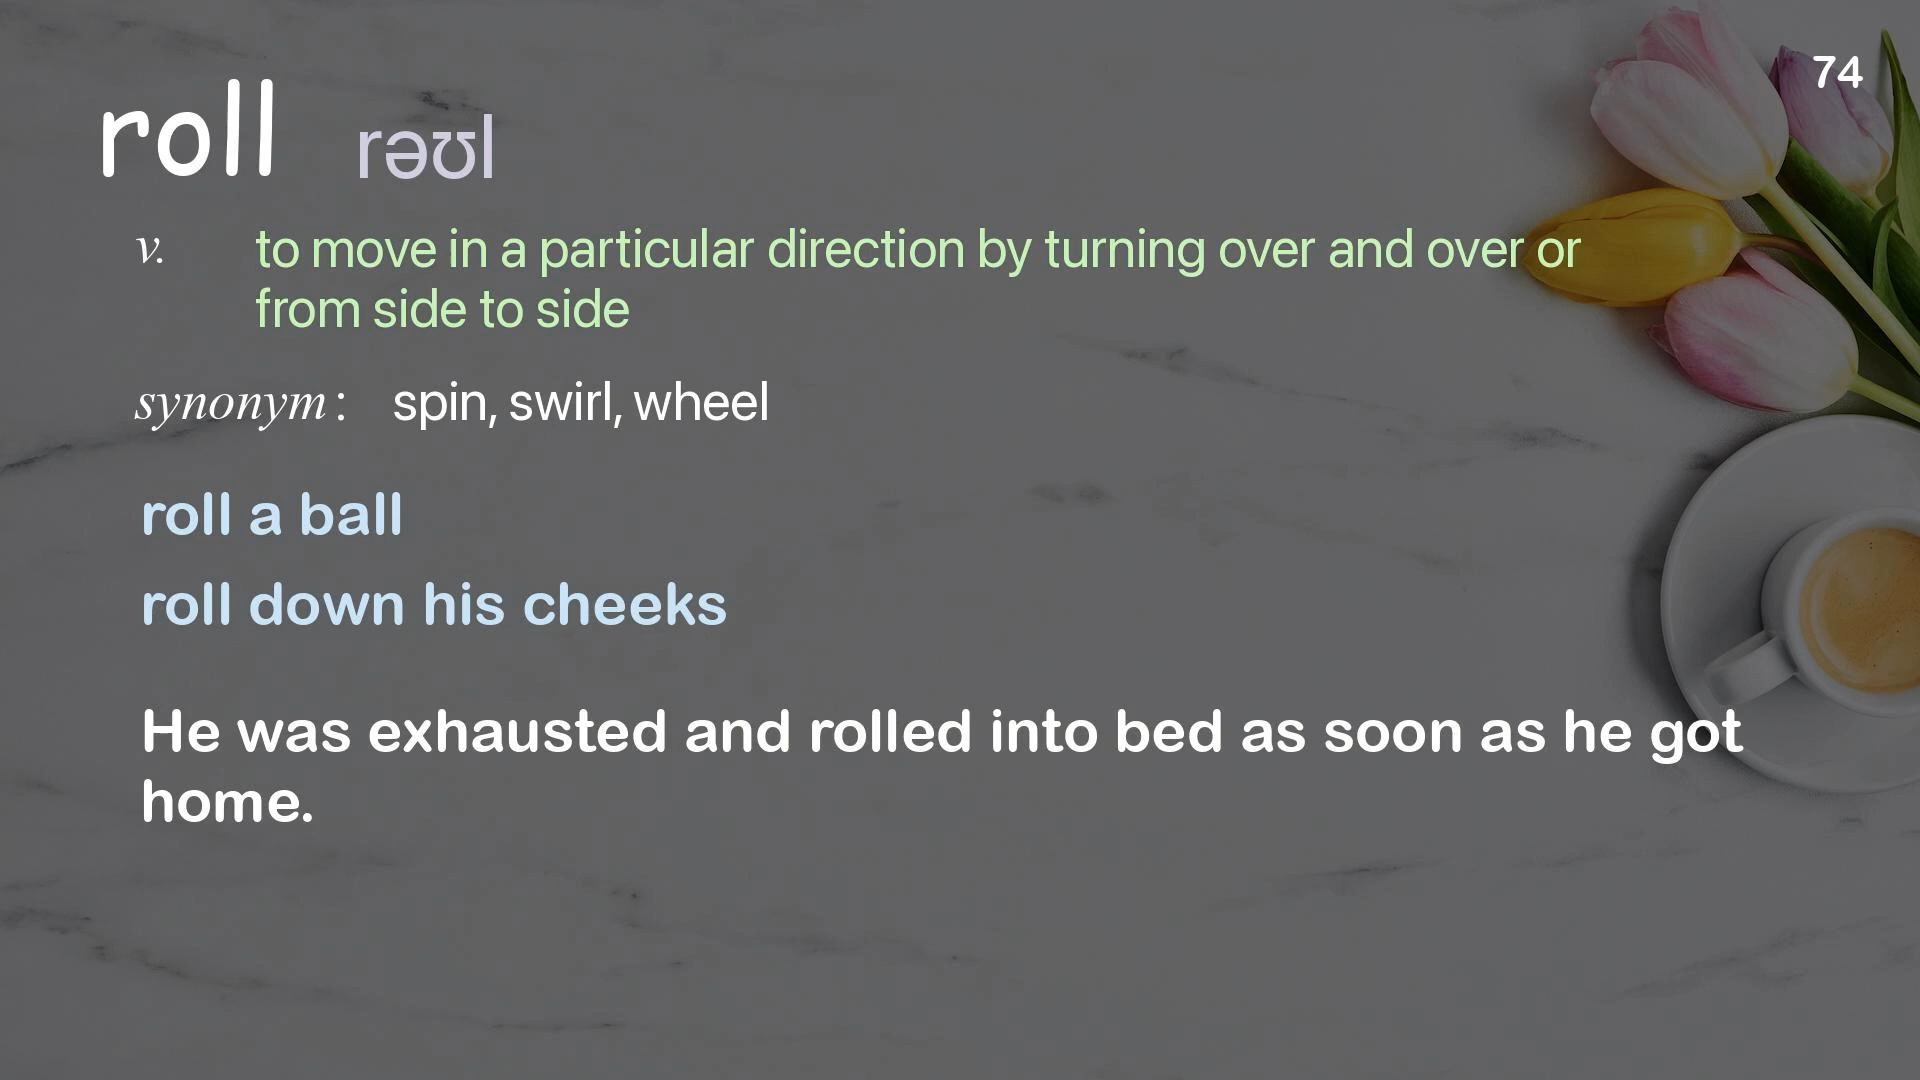 74
roll rəʊl
v. to move in a particular direction by turning over and over or
from side to side
synonym: spin, swirl, wheel
roll a ball
roll down his cheeks
He was exhausted and rolled into bed as soon as he got
home.